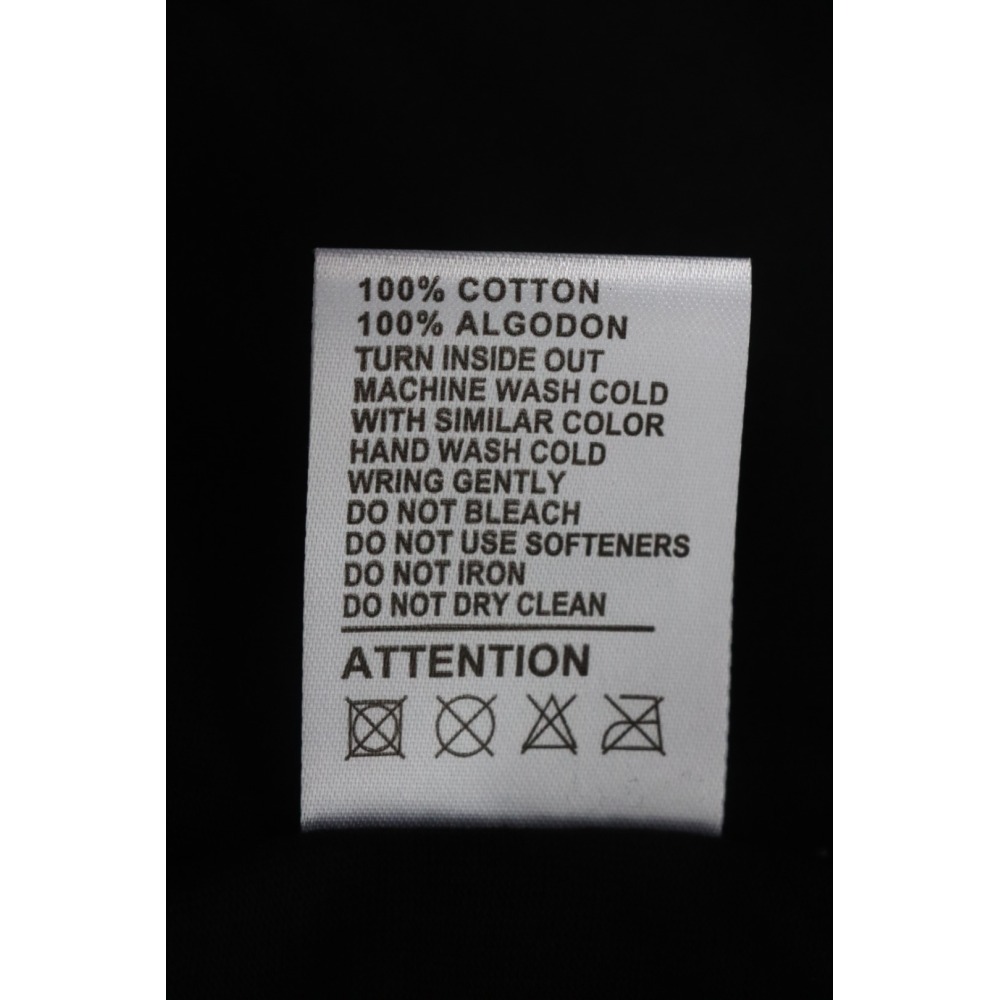 100% COTTON
100% ALGODON
TURN INSIDE OUT
MACHINE WASH COLD
WITH SIMILAR COLOR
HAND WASH COLD
WRING GENTLY
DO NOT BLEACH
DO NOT USE SOFTENERS
DO NOT IRON
DO NOT DRY CLEAN
ATTENTION